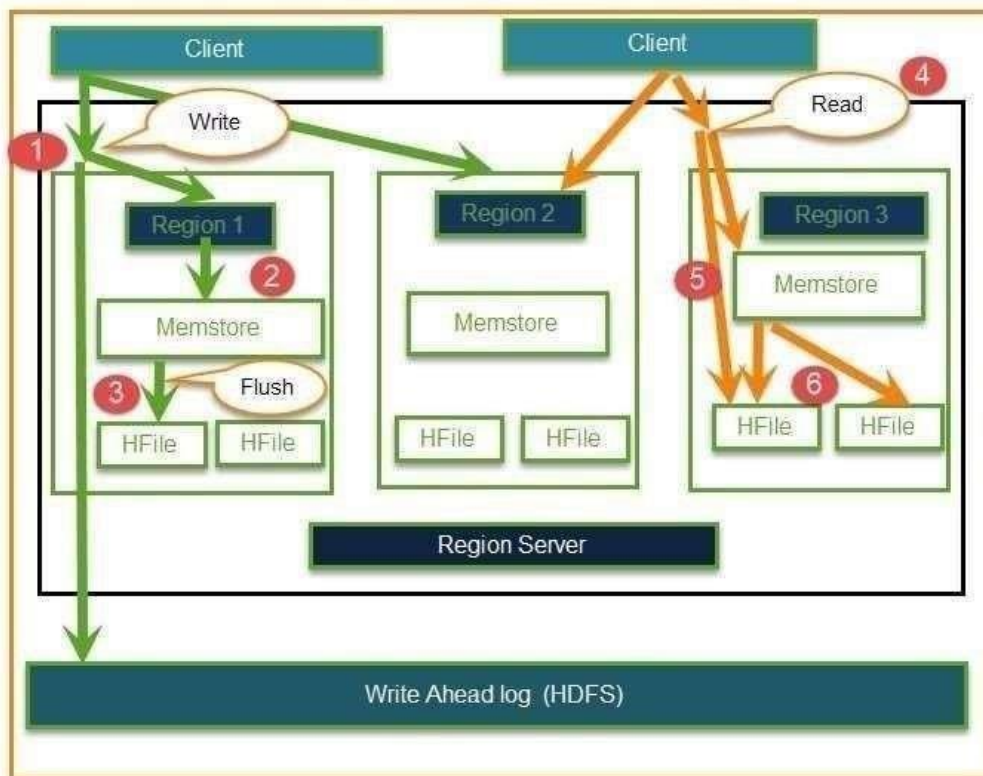 Client
Client
4
Write
Read
1
Region 1
Region 2
Region 3
2
5
Memstore
Memstore
Memstore
3
Flush
6
HFile
HFile
HFile
HFile
HFile
HFile
Region Server
Write Ahead log (HDFS)